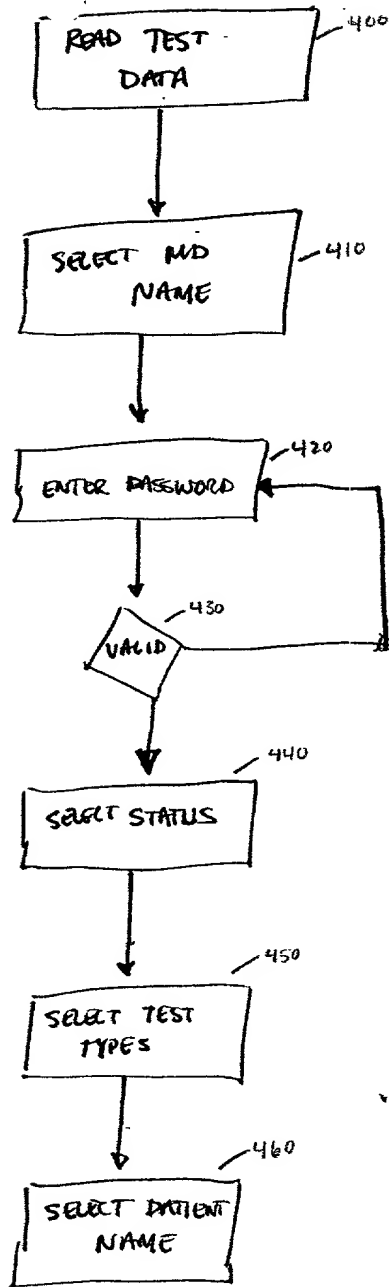 READ TEST
DATA
400
SELECT MD
NAME
410
ENTER PASSWORD
420
VALID
430
SELECT STATUS
440
SELECT TEST
TYPES
450
SELECT PATIENT
NAME
460